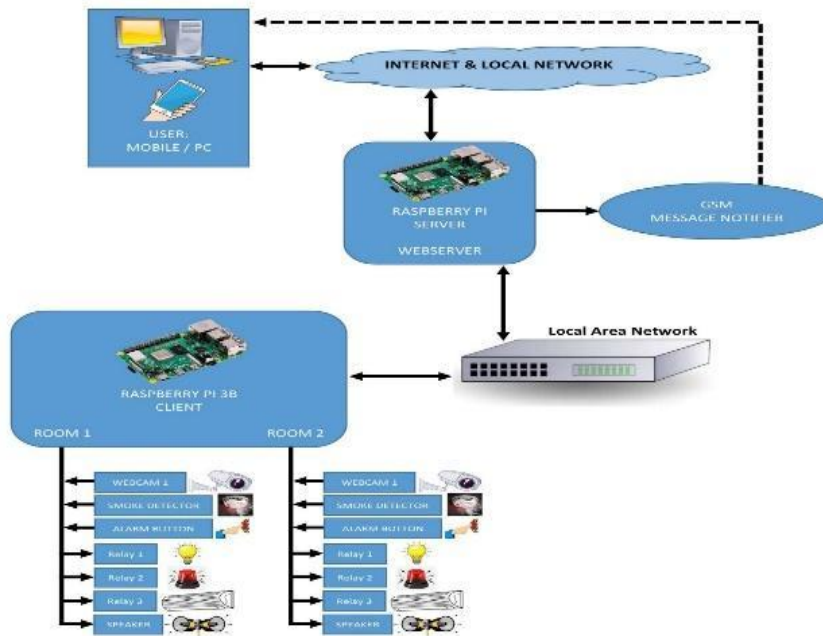 INTERNET & LOCAL NETWORK
USER:
MOBILE / PC
RASPBERRY PI
SERVER
WEBSERVER
GSM
MESSAGE NOTIFIER
Local Area Network
RASPBERRY PI 3B
CLIENT
ROOM 1
ROOM 2
WEBCAM 1
SMOKE DETECTOR
ALARM BUTTON
Relay 1
Relay 2
Relay 3
SPEAKER
WEBCAM 1
SMOKE DETECTOR
ALARM BUTTON
Relay 1
Relay 2
Relay 3
SPEAKER